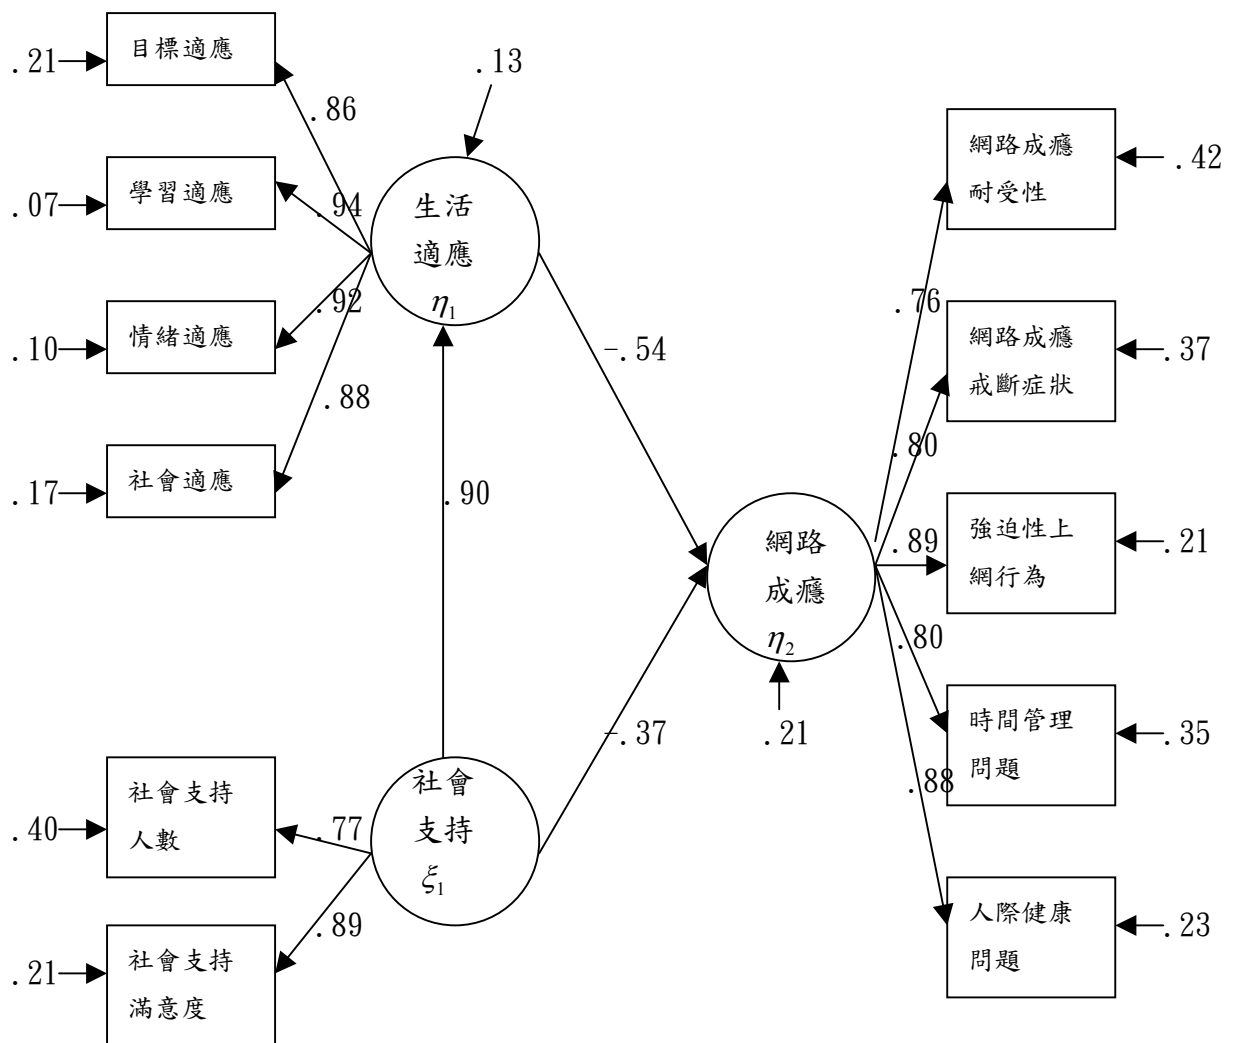 目標適應
.21
.86
.13
學習適應
.07
.94
生活
適應
η₁
情緒適應
.10
.92
社會適應
.17
.88
-.54
.90
網路
成癮
η₂
.21
-.37
社會
支持
ξ₁
社會支持
人數
.40
.77
社會支持
滿意度
.21
.89
網路成癮
耐受性
.42
.76
網路成癮
戒斷症狀
.37
.80
強迫性上
網行為
.21
.89
時間管理
問題
.35
.80
人際健康
問題
.23
.88